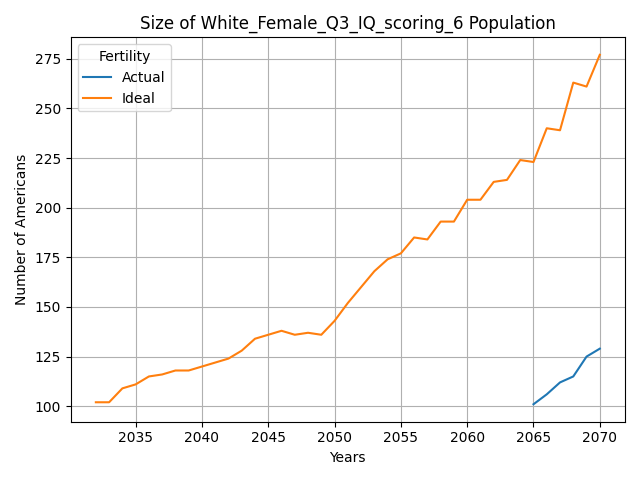 Size of White_Female_Q3_IQ_scoring_6 Population
Fertility
Actual
Ideal
Number of Americans
275
250
225
200
175
150
125
100
2035 2040 2045 2050 2055 2060 2065 2070
Years